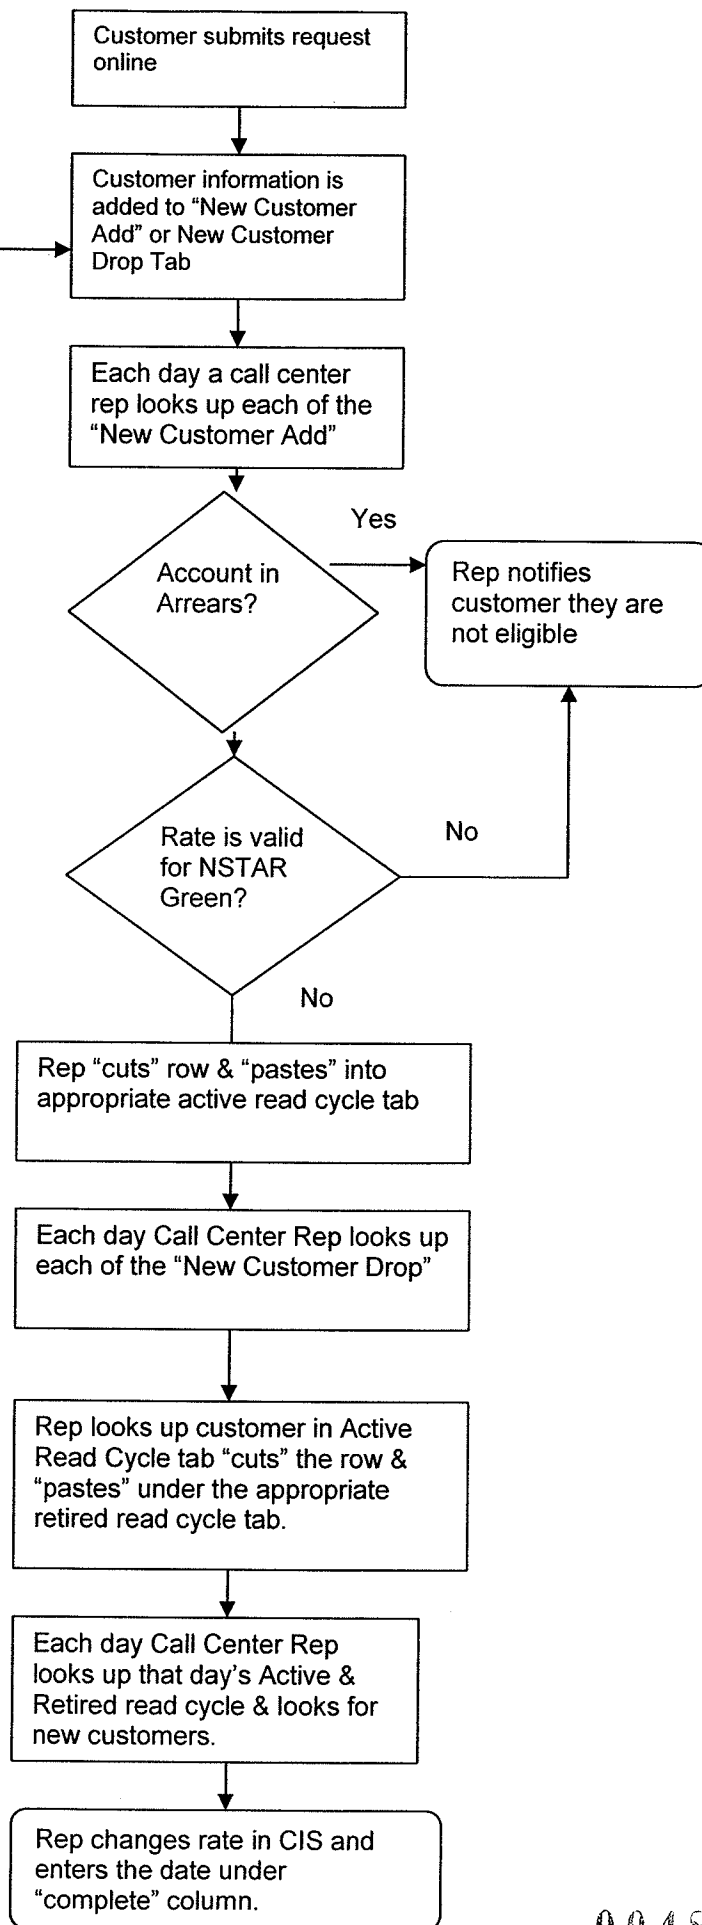 Customer submits request
online
Customer information is
added to “New Customer
Add” or New Customer
Drop Tab
Each day a call center
rep looks up each of the
“New Customer Add”
Yes
Account in
Arrears?
Rep notifies
customer they are
not eligible
Rate is valid
for NSTAR
Green?
No
No
Rep “cuts” row & “pastes” into
appropriate active read cycle tab
Each day Call Center Rep looks up
each of the “New Customer Drop”
Rep looks up customer in Active
Read Cycle tab “cuts” the row &
“pastes” under the appropriate
retired read cycle tab.
Each day Call Center Rep
looks up that day’s Active &
Retired read cycle & looks for
new customers.
Rep changes rate in CIS and
enters the date under
“complete” column.